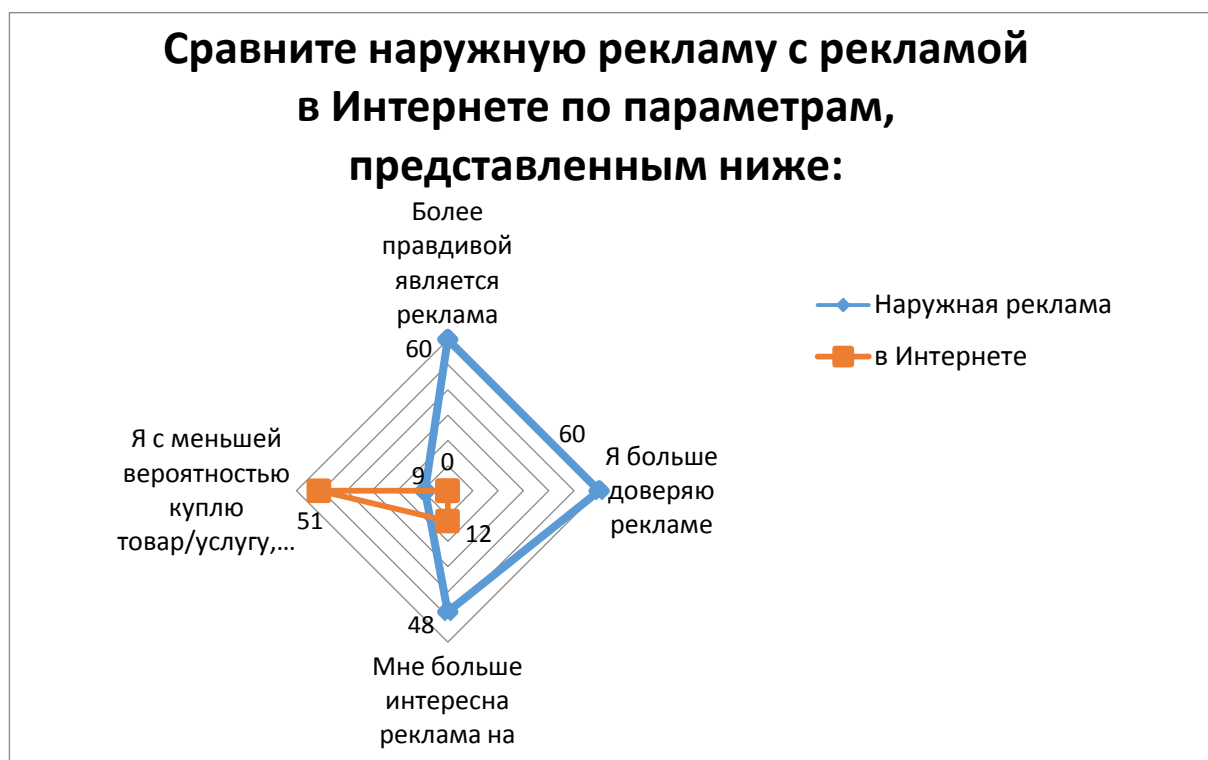 Сравните наружную рекламу с рекламой
в Интернете по параметрам,
представленным ниже:
Более
правдивой
является
реклама
60
Наружная реклама
в Интернете
60
Я больше
доверяю
рекламе
Я с меньшей
вероятностью
куплю
товар/услугу,...
0
9
51
12
48
Мне больше
интересна
реклама на